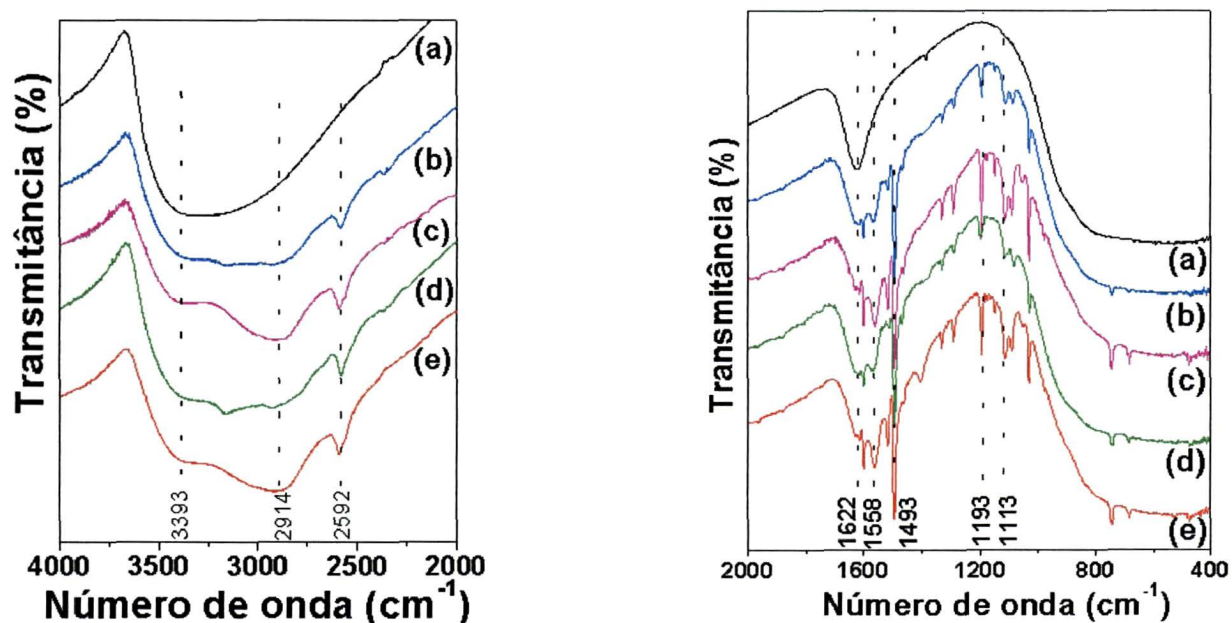 Transmitância (%)
(a)
(b)
(c)
(d)
(e)
3393
2914
2592
4000 3500 3000 2500 2000
Número de onda (cm⁻¹)
Transmitância (%)
(a)
(b)
(c)
(d)
(e)
1622
1558
1493
1193
1113
2000 1600 1200 800 400
Número de onda (cm⁻¹)